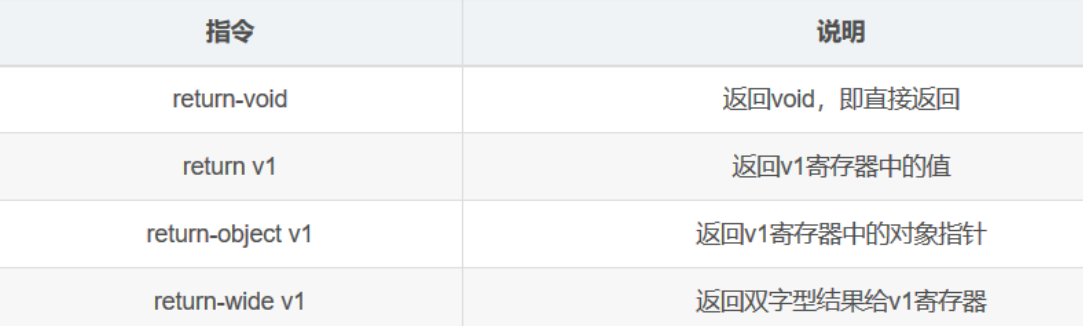 指令 说明
return-void 返回void，即直接返回
return v1 返回v1寄存器中的值
return-object v1 返回v1寄存器中的对象指针
return-wide v1 返回双字型结果给v1寄存器